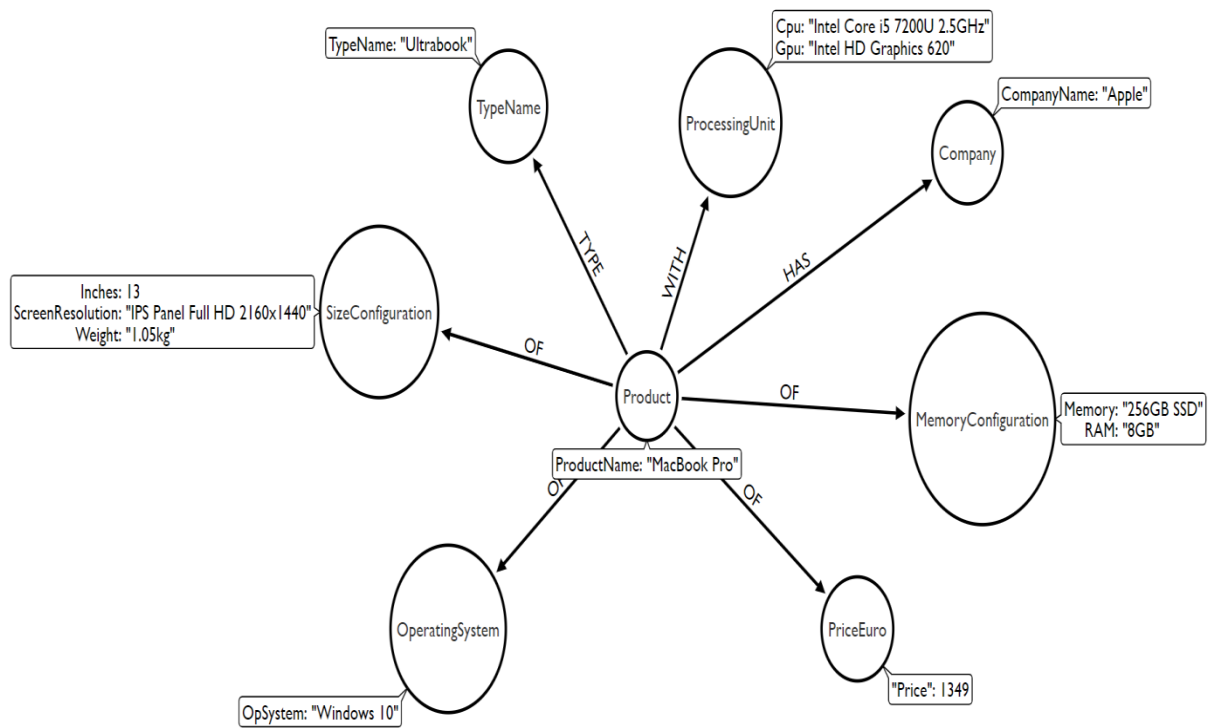 Cpu: "Intel Core i5 7200U 2.5GHz"
Gpu: "Intel HD Graphics 620"
TypeName: "Ultrabook"
CompanyName: "Apple"
TypeName
ProcessingUnit
Company
TYPE
WITH
HAS
Inches: 13
ScreenResolution: "IPS Panel Full HD 2160x1440"
Weight: "1.05kg"
SizeConfiguration
OF
Product
OF
MemoryConfiguration
Memory: "256GB SSD"
RAM: "8GB"
ProductName: "MacBook Pro"
OF
OF
OperatingSystem
PriceEuro
"Price": 1349
OpSystem: "Windows 10"